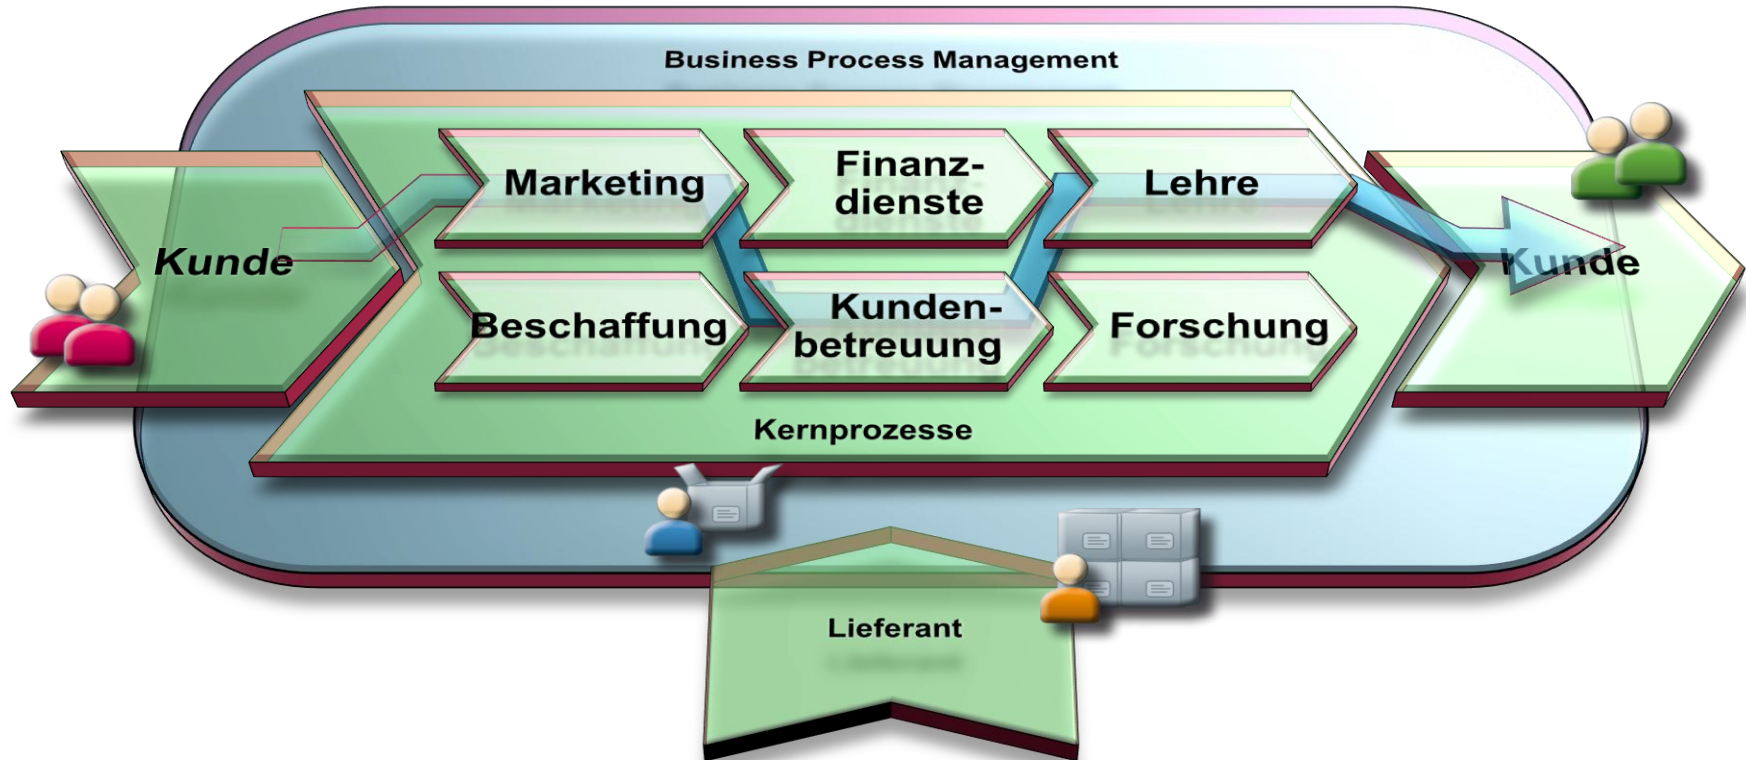 Business Process Management
Kunde
Marketing
Finanz-
dienste
Lehre
Kunde
Beschaffung
Kunden-
betreuung
Forschung
Kernprozesse
Lieferant